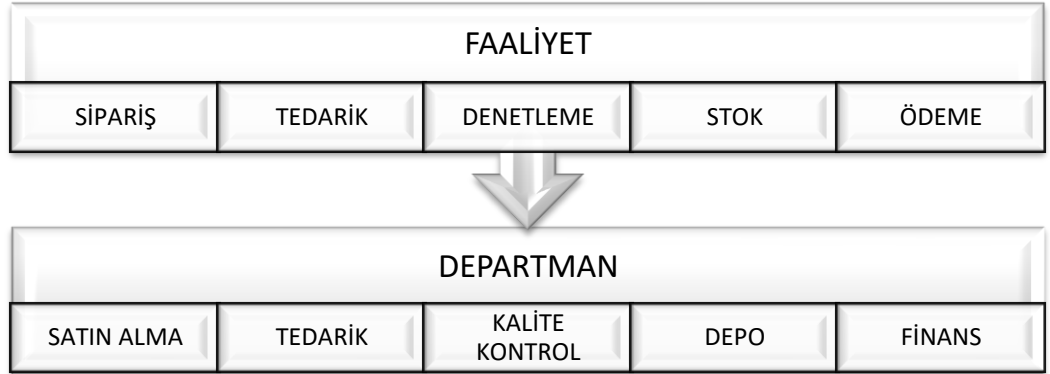 FAALİYET
SİPARİŞ TEDARİK DENETLEME STOK ÖDEME
DEPARTMAN
SATIN ALMA TEDARİK KALİTE KONTROL DEPO FİNANS